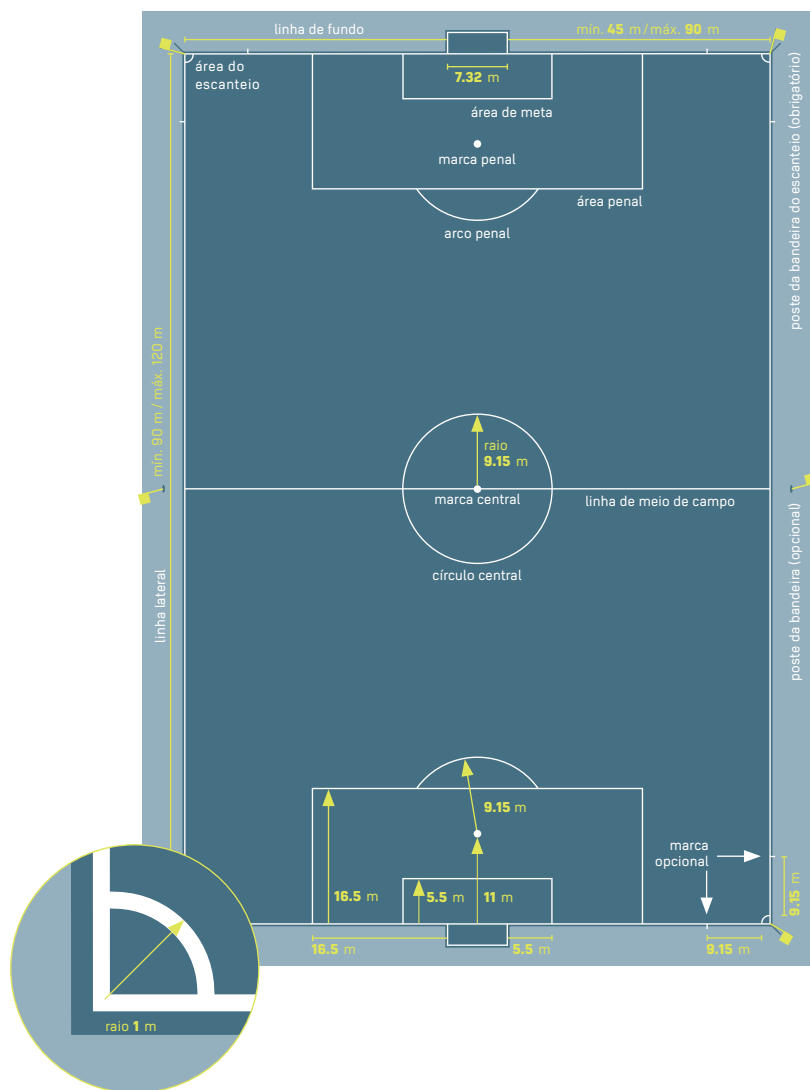 linha de fundo
mín. 45 m/máx. 90 m
área do
escanteio
7.32 m
área de meta
marca penal
área penal
arco penal
poste da bandeira do escanteio (obrigatório)
mín. 90 m / máx. 120 m
raio
9.15 m
marca central
linha de meio de campo
círculo central
linha lateral
poste da bandeira (opcional)
9.15 m
marca
opcional
16.5 m
5.5 m
11 m
9.15 m
16.5 m
5.5 m
9.15 m
raio 1 m